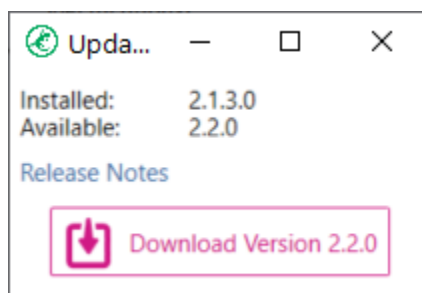 Upda...
Installed: 2.1.3.0
Available: 2.2.0
Release Notes
Download Version 2.2.0